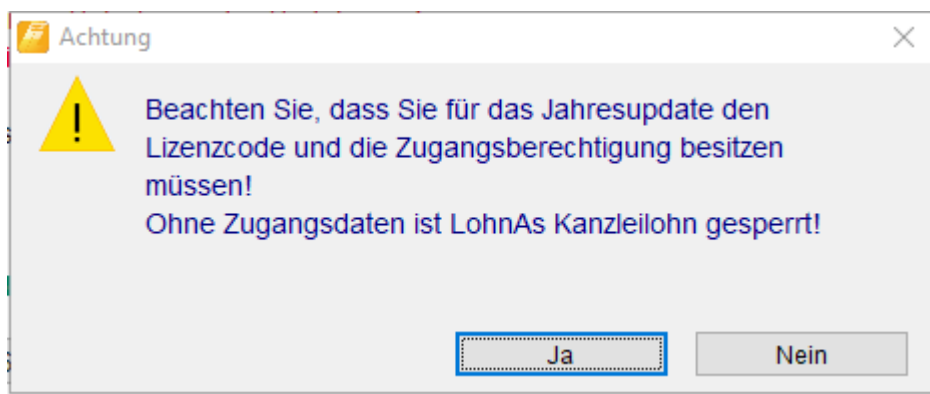 Achtung
Beachten Sie, dass Sie für das Jahresupdate den
Lizenzcode und die Zugangsberechtigung besitzen
müssen!
Ohne Zugangsdaten ist LohnAs Kanzleilohn gesperrt!
Ja
Nein